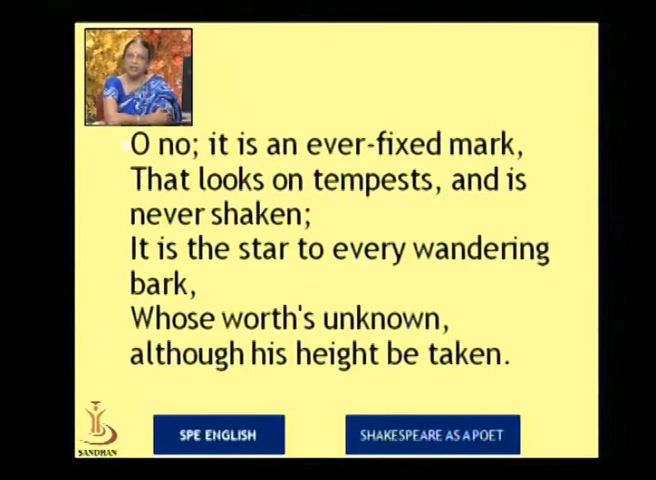 O no; it is an ever-fixed mark,
That looks on tempests, and is
never shaken;
It is the star to every wandering
bark,
Whose worth's unknown,
although his height be taken.
SANDHAN
SPE ENGLISH
SHAKESPEARE AS A POET